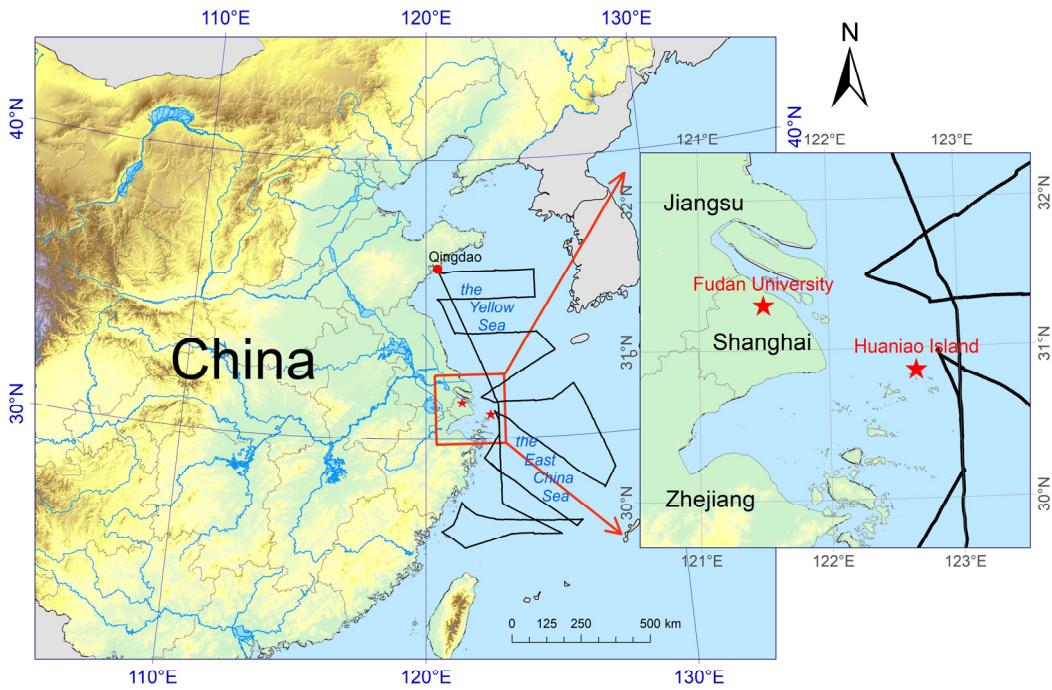 110°E
120°E
130°E
N
40°N
40°N
121°E
122°E
123°E
32°N
32°N
Jiangsu
Qingdao
the
Yellow
Sea
Fudan University
China
Shanghai
Huaniao Island
31°N
31°N
30°N
the
East
China
Sea
Zhejiang
30°N
30°N
121°E
122°E
123°E
0 125 250 500 km
110°E
120°E
130°E